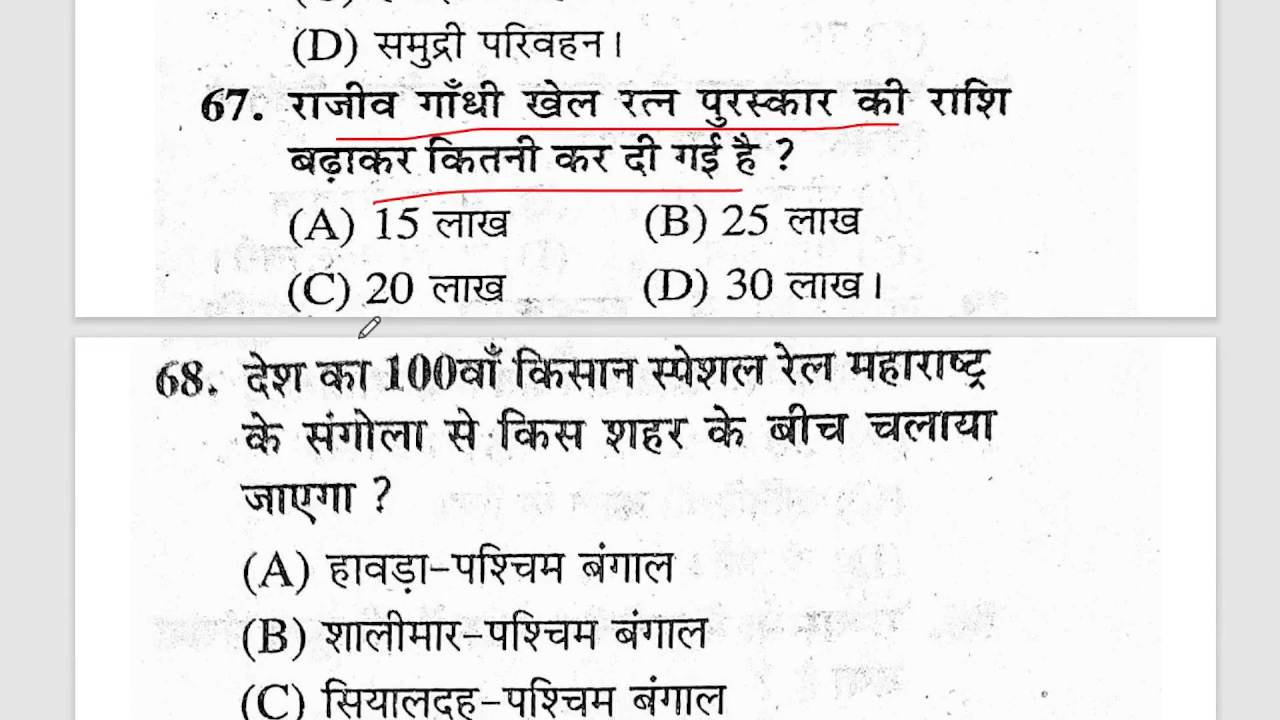 (D) समुद्री परिवहन।
67. राजीव गाँधी खेल रत्न पुरस्कार की राशि
बढ़ाकर कितनी कर दी गई है ?
(A) 15 लाख (B) 25 लाख
(C) 20 लाख (D) 30 लाख।
68. देश का 100वाँ किसान स्पेशल रेल महाराष्ट्र
के संगोला से किस शहर के बीच चलाया
जाएगा ?
(A) हावड़ा-पश्चिम बंगाल
(B) शालीमार-पश्चिम बंगाल
(C) सियालदह-पश्चिम बंगाल